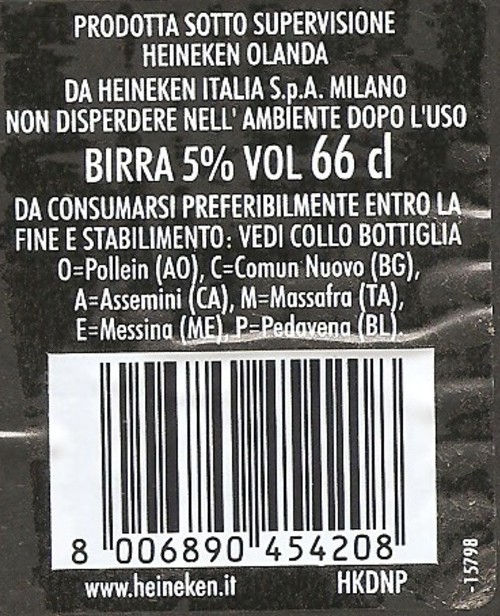 PRODOTTA SOTTO SUPERVISIONE
HEINEKEN OLANDA
DA HEINEKEN ITALIA S.p.A. MILANO
NON DISPERDERE NELL' AMBIENTE DOPO L'USO
BIRRA 5% VOL 66 cl
DA CONSUMARSI PREFERIBILMENTE ENTRO LA
FINE E STABILIMENTO: VEDI COLLO BOTTIGLIA
O=Pollein (AO), C=Comun Nuovo (BG),
A=Assemini (CA), M=Massafra (TA),
E=Messina (ME), P=Pedavena (BL).
8 006890 454208
www.heineken.it HKDNP
-15798